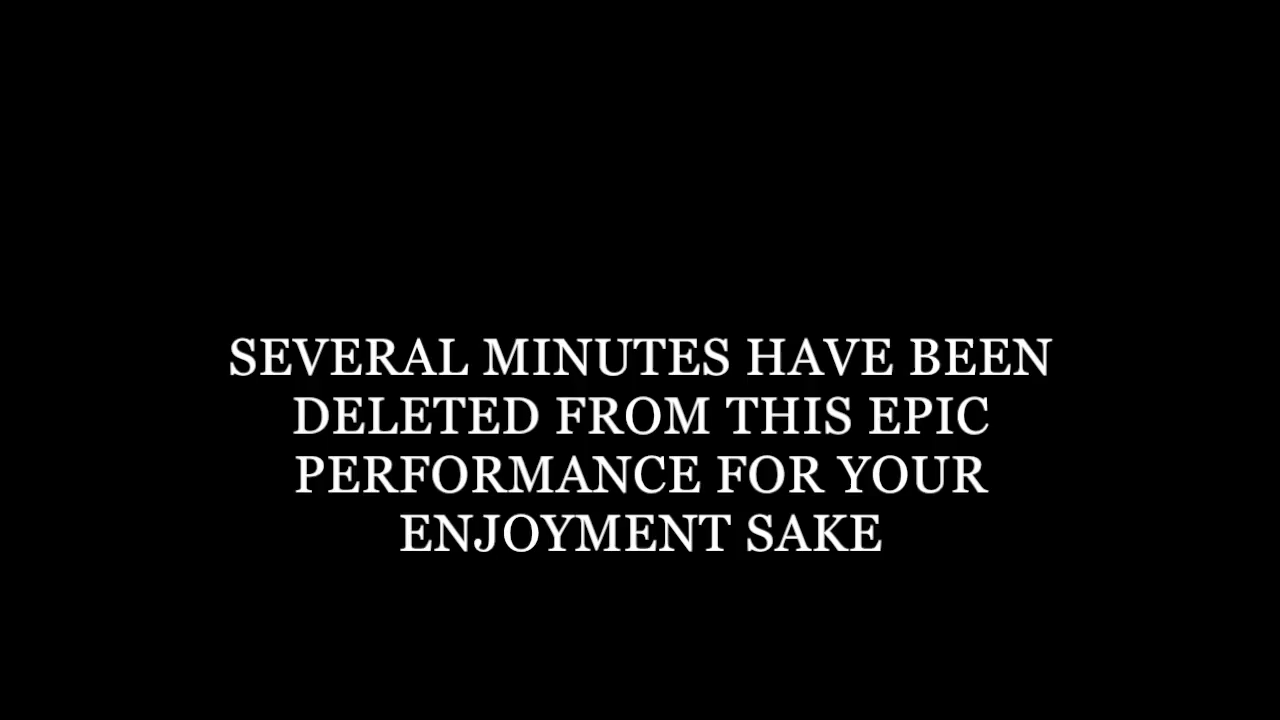 SEVERAL MINUTES HAVE BEEN
DELETED FROM THIS EPIC
PERFORMANCE FOR YOUR
ENJOYMENT SAKE